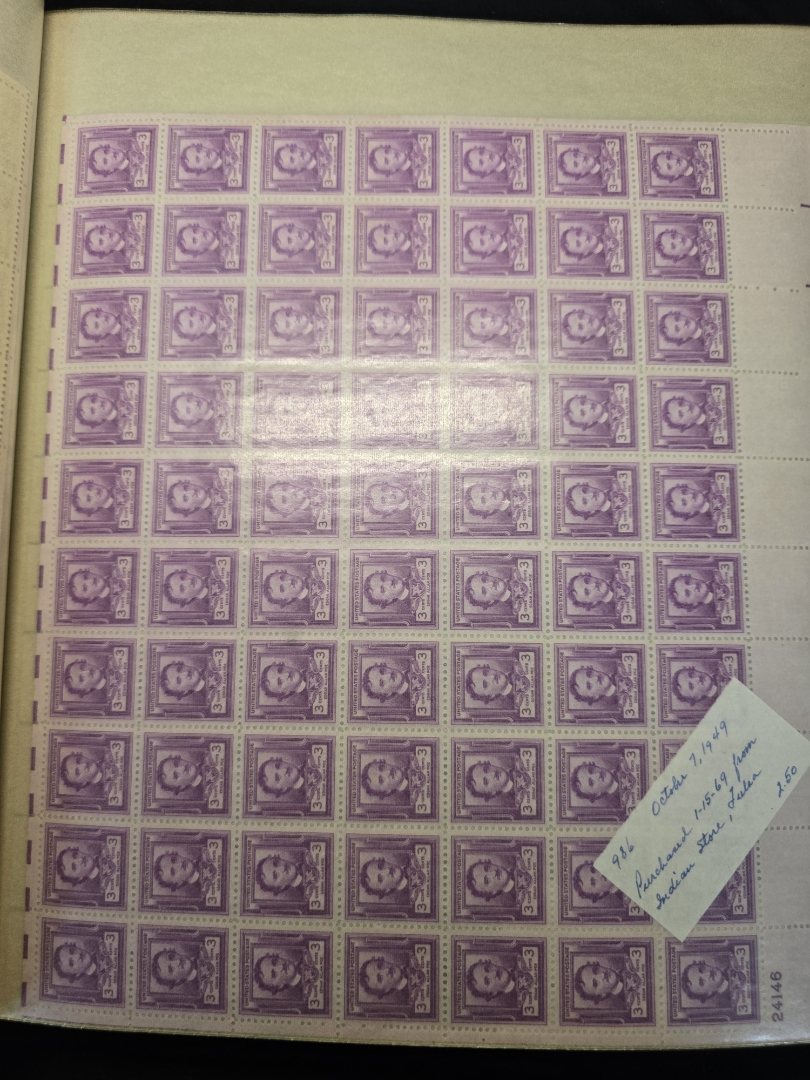 986 October 7, 1949
Purchased 1-15-69 from
Indian Store, Tulsa
2.50
UNITED STATES POSTAGE
3
24146